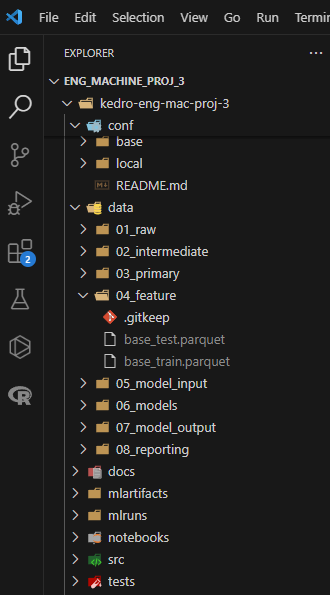 File Edit Selection View Go Run Termin
EXPLORER
ENG_MACHINE_PROJ_3
kedro-eng-mac-proj-3
conf
base
local
README.md
data
01_raw
02_intermediate
03_primary
04_feature
.gitkeep
base_test.parquet
base_train.parquet
2
05_model_input
06_models
07_model_output
08_reporting
docs
mlartifacts
mlruns
notebooks
src
tests